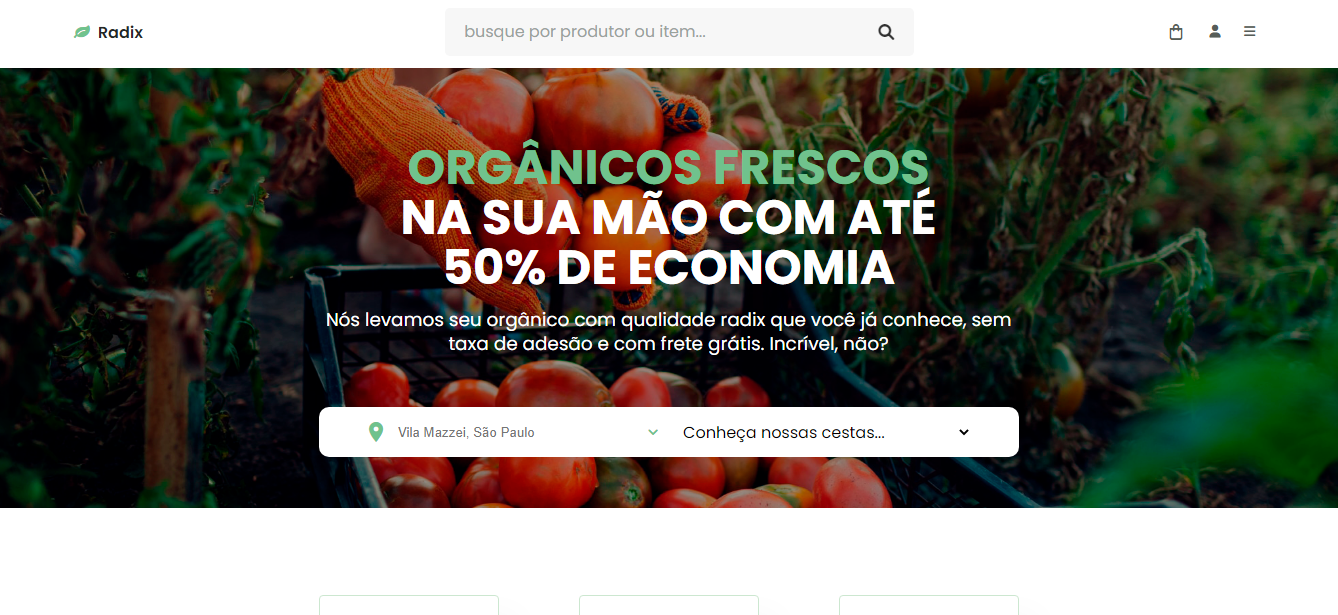 Radix
busque por produtor ou item...
ORGÂNICOS FRESCOS
NA SUA MÃO COM ATÉ
50% DE ECONOMIA
Nós levamos seu orgânico com qualidade radix que você já conhece, sem
taxa de adesão e com frete grátis. Incrível, não?
Vila Mazzei, São Paulo
Conheça nossas cestas...